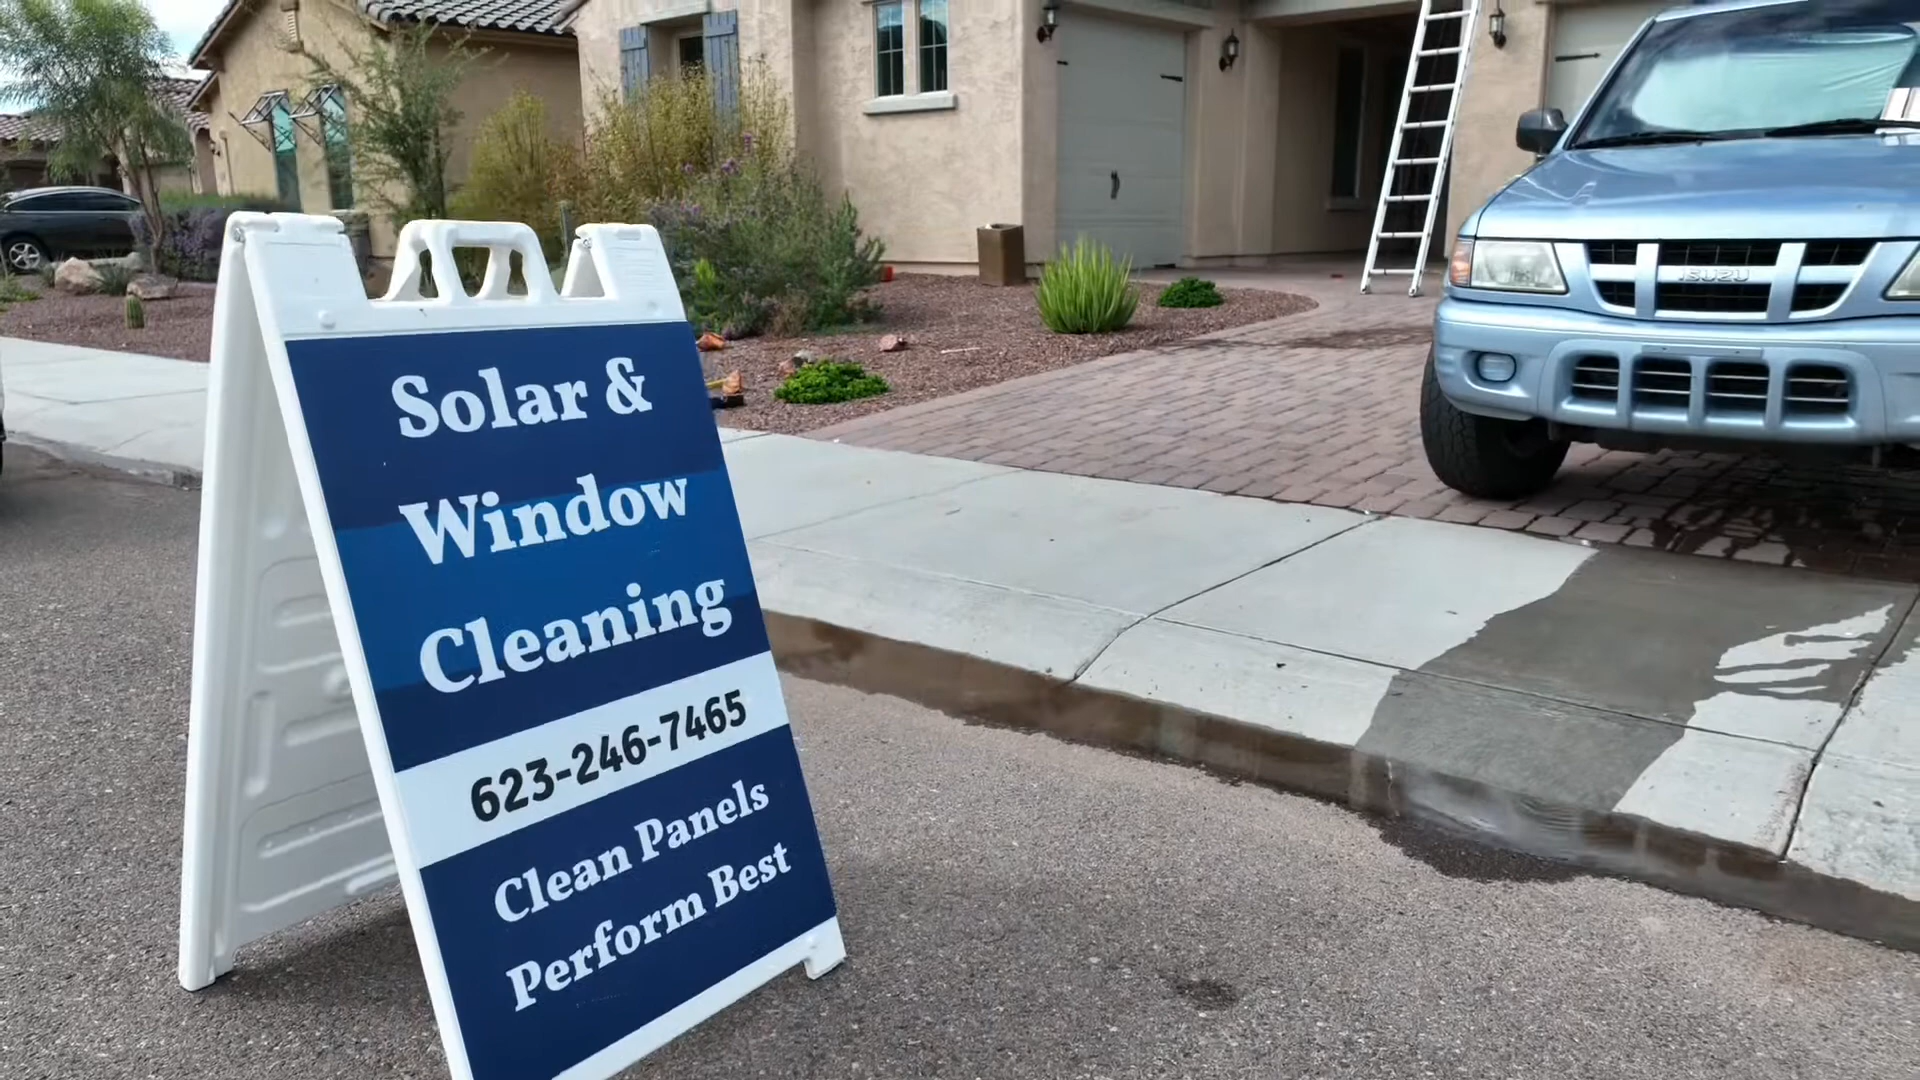 Solar &
Window
Cleaning
623-246-7465
Clean Panels
Perform Best
ISUZU